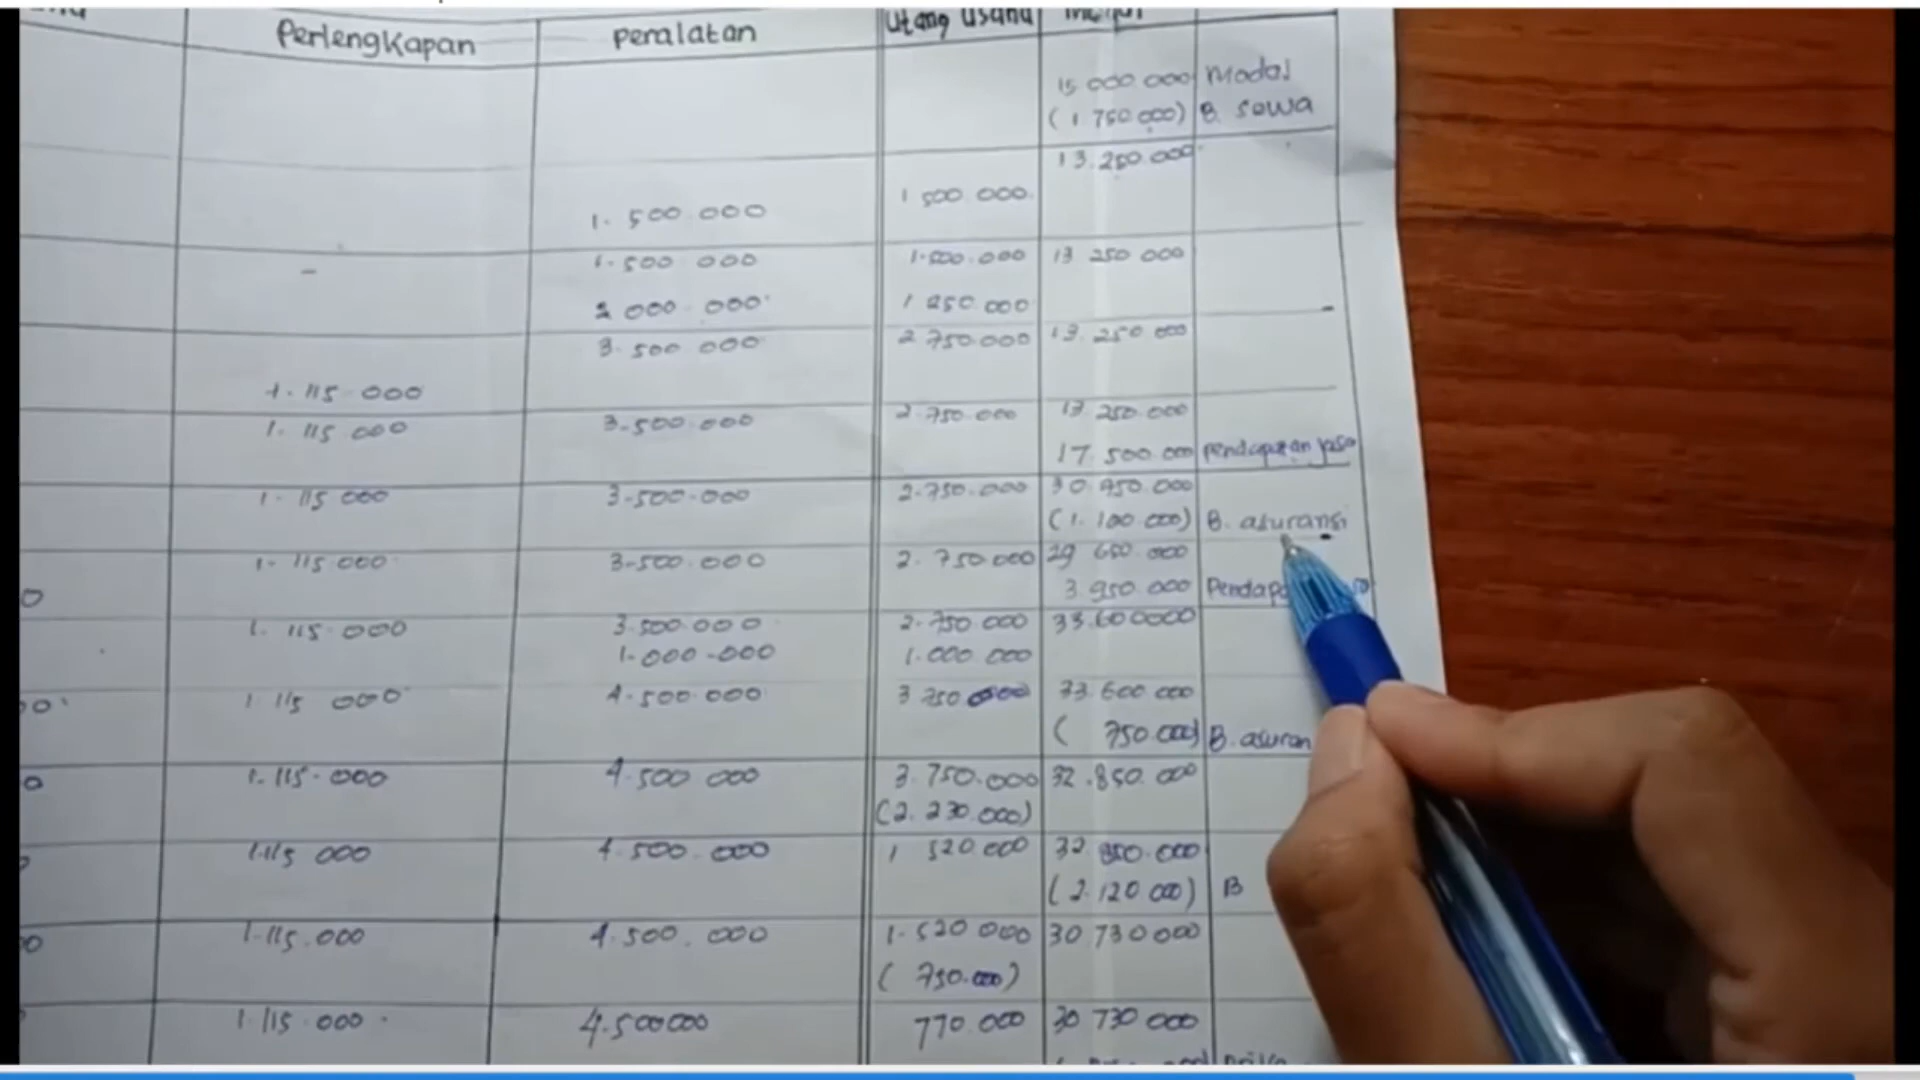 Perlengkapan peralatan utang usaha
15 000 000 Modal
(1 750 000) B. sewa
13.250.000
1. 500.000 1 500 000.
- 1.500 000 1.500.000 13 250 000
2 000 000 1 250 000 -
3. 500 000 2 750.000 13. 250 000
1. 115 000
1. 115 000 3-500.000 2.750.000 13 250.000
17. 500 000 pendapatan jasa
1. 115 000 3-500-000 2.750.000 30 750.000
(1. 100.000) B. asuransi
1- 115.000 3-500.000 2. 750.000 29 650.000
0 3.950.000
1. 115.000 3.500.000 2.750 000 33.600000
1.000-000 1.000.000
0. 1 115 000 4.500.000 3 750 000 33.600 000
( 750.000) B. asuran
0 1.115.000 4.500 000 3.750.000 32.850.000
(2.230.000)
1.115 000 4.500.000 1 520.000 32 850.000
(2.120 000) B
0 1.115.000 4.500.000 1.520 000 30 730 000
( 750.000)
1.115.000 4.500000 770.000 30 730 000